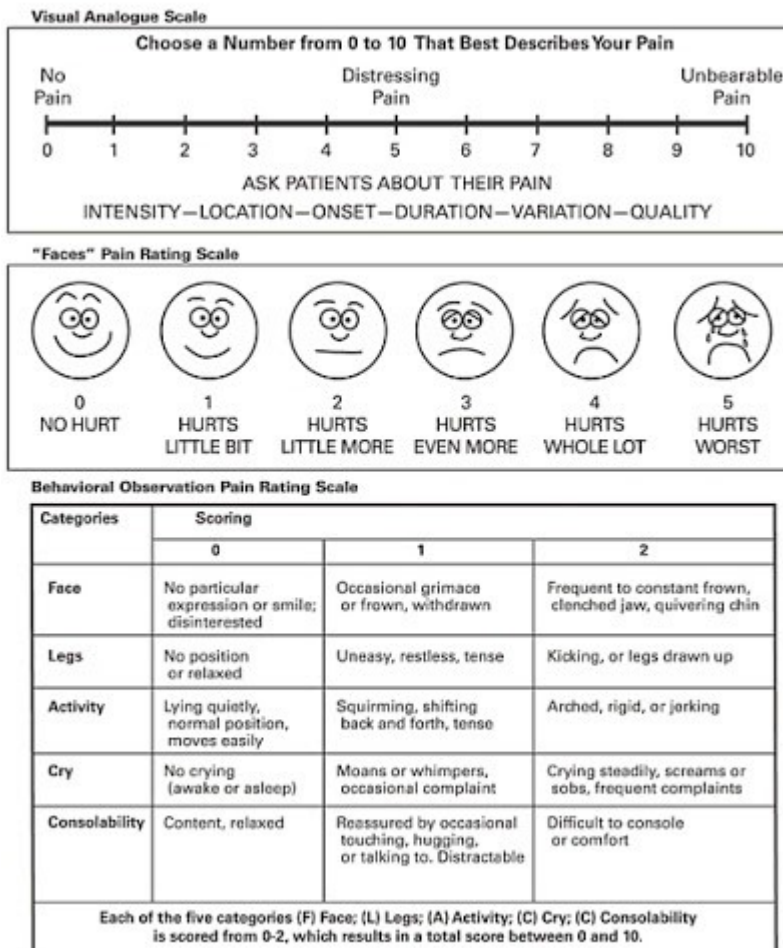 Visual Analogue Scale
Choose a Number from 0 to 10 That Best Describes Your Pain
No Pain
Distressing Pain
Unbearable Pain
0 1 2 3 4 5 6 7 8 9 10
ASK PATIENTS ABOUT THEIR PAIN
INTENSITY—LOCATION—ONSET—DURATION—VARIATION—QUALITY
"Faces" Pain Rating Scale
0
NO HURT
1
HURTS
LITTLE BIT
2
HURTS
LITTLE MORE
3
HURTS
EVEN MORE
4
HURTS
WHOLE LOT
5
HURTS
WORST
Behavioral Observation Pain Rating Scale
Categories
Scoring
0 1 2
Face
No particular
expression or smile;
disinterested
Occasional grimace
or frown, withdrawn
Frequent to constant frown,
clenched jaw, quivering chin
Legs
No position
or relaxed
Uneasy, restless, tense
Kicking, or legs drawn up
Activity
Lying quietly,
normal position,
moves easily
Squirming, shifting
back and forth, tense
Arched, rigid, or jerking
Cry
No crying
(awake or asleep)
Moans or whimpers,
occasional complaint
Crying steadily, screams or
sobs, frequent complaints
Consolability
Content, relaxed
Reassured by occasional
touching, hugging,
or talking to. Distractable
Difficult to console
or comfort
Each of the five categories (F) Face; (L) Legs; (A) Activity; (C) Cry; (C) Consolability
is scored from 0-2, which results in a total score between 0 and 10.